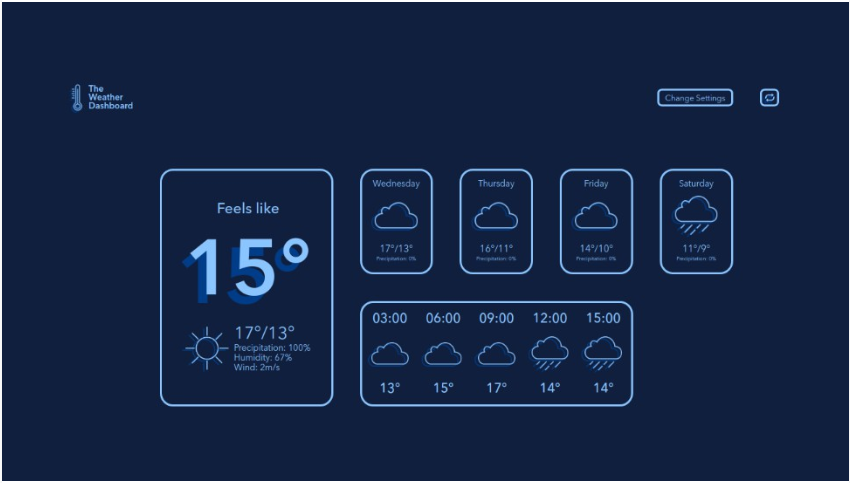 The
Weather
Dashboard
Change Settings
Feels like
15°
17°/13°
Precipitation: 100%
Humidity: 67%
Wind: 2m/s
Wednesday
17°/13°
Precipitation: 0%
Thursday
16°/11°
Precipitation: 0%
Friday
14°/10°
Precipitation: 0%
Saturday
11°/9°
Precipitation: 0%
03:00 06:00 09:00 12:00 15:00
13° 15° 17° 14° 14°